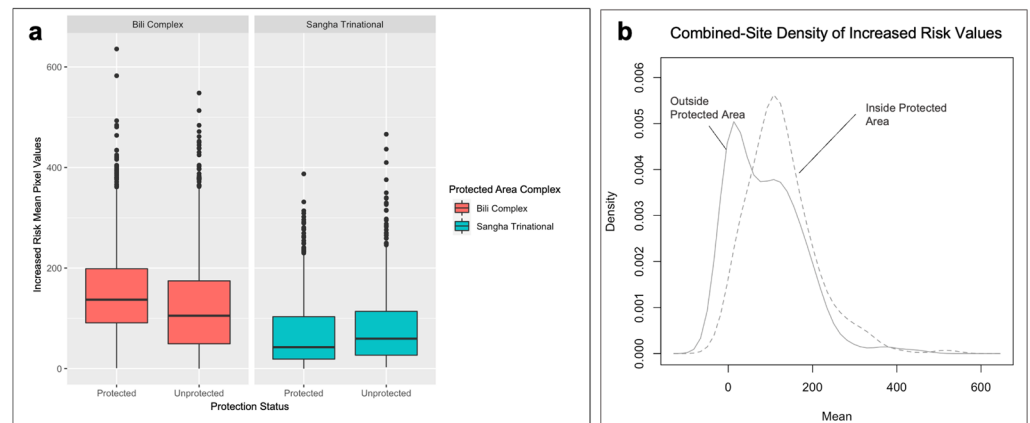 a
Bili Complex
Sangha Trinational
600
400
200
0
Increased Risk Mean Pixel Values
Protected
Unprotected
Protected
Unprotected
Protection Status
Protected Area Complex
Bili Complex
Sangha Trinational
b
Combined-Site Density of Increased Risk Values
0.006
0.005
0.004
0.003
0.002
0.001
0.000
Density
Outside
Protected Area
Inside Protected
Area
0
200
400
600
Mean